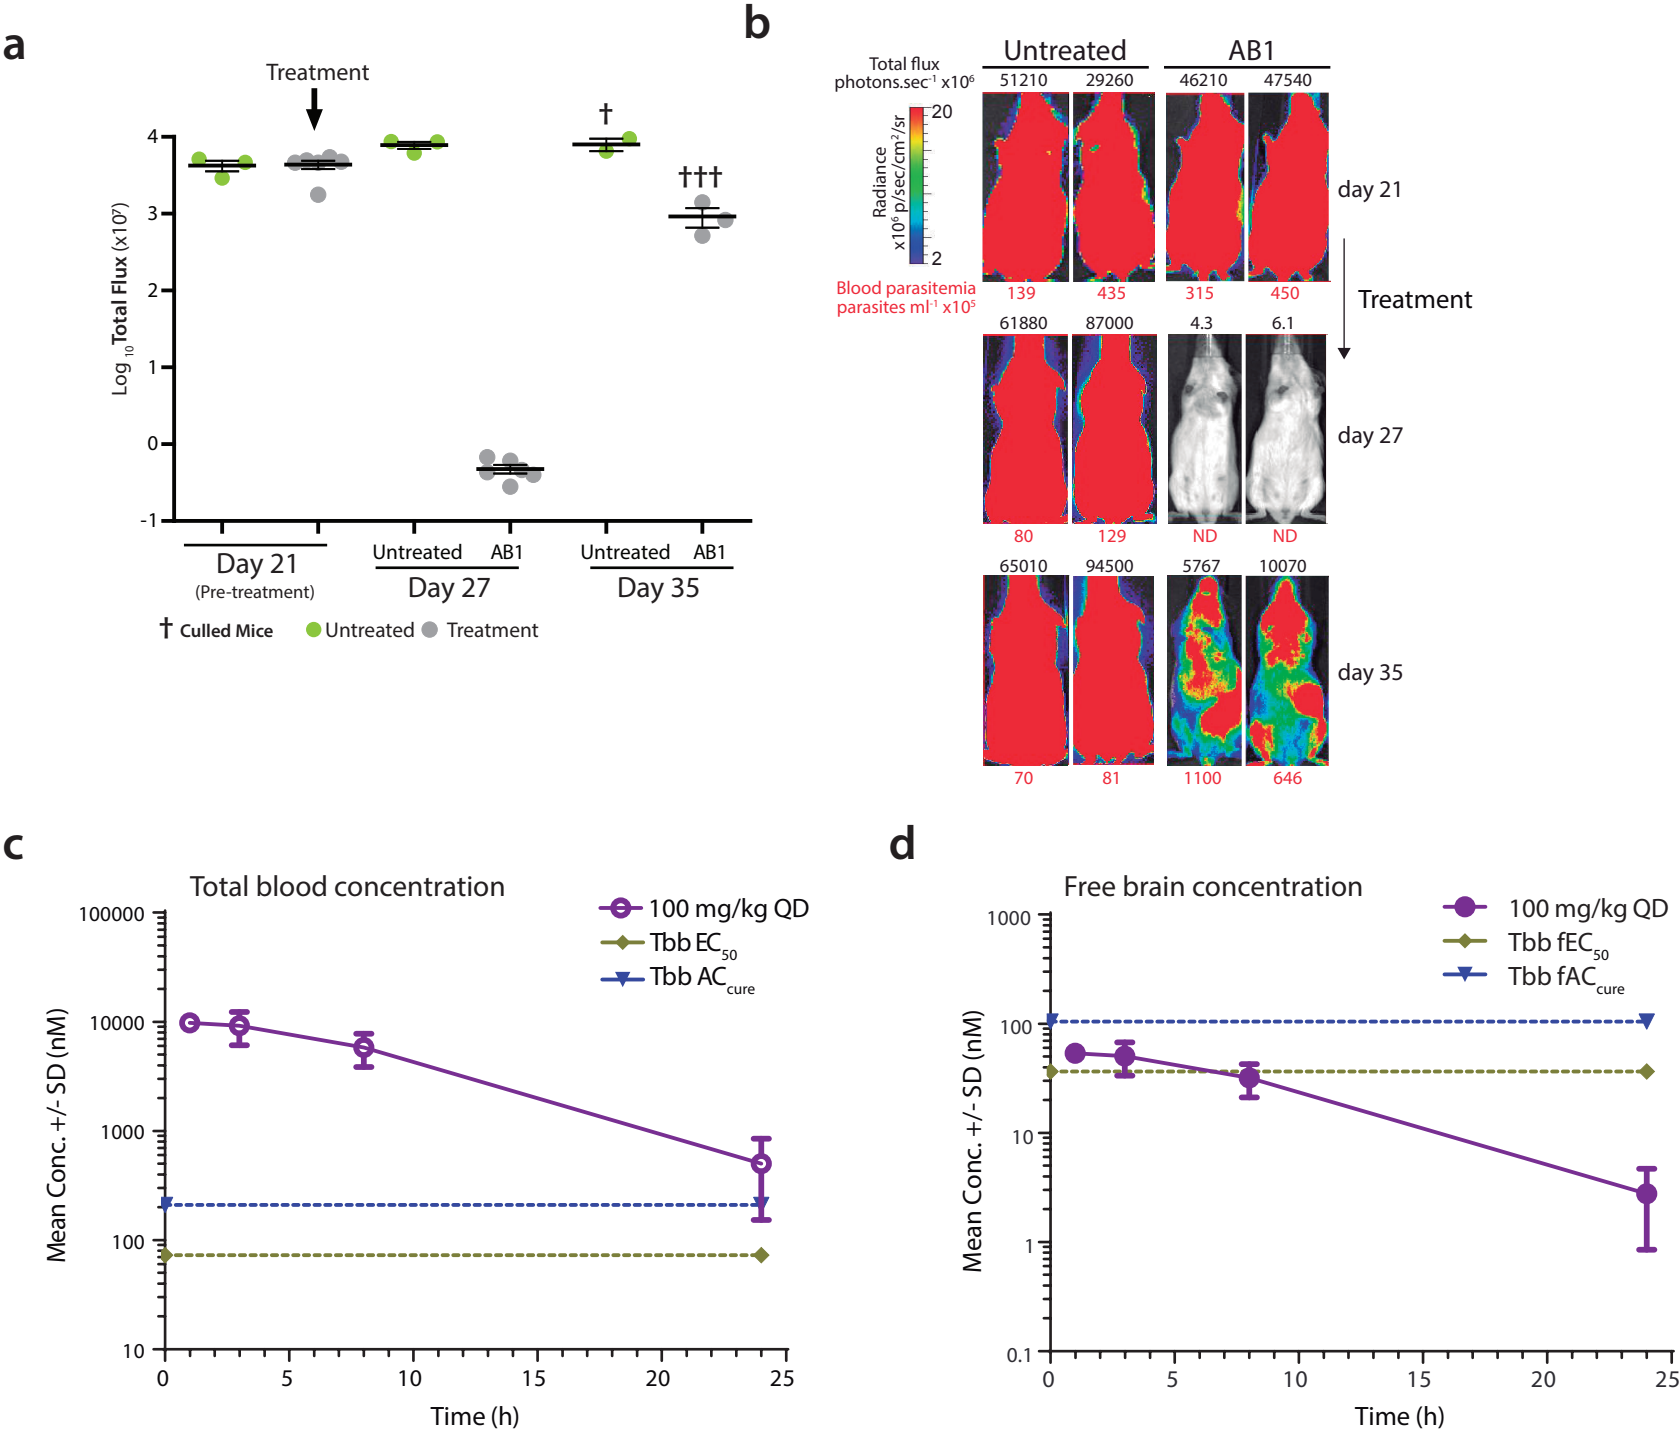 a
Treatment
†
†††
Log10Total Flux (x10⁷)
4
3
2
1
0
-1
Untreated AB1 Untreated AB1
Day 21 Day 27 Day 35
(Pre-treatment)
† Culled Mice Untreated Treatment
b
Untreated AB1
Total flux
photons.sec⁻¹ x10⁶
51210 29260 46210 47540
20
Radiance
x10⁶ p/sec/cm²/sr
2
day 21
Blood parasitemia
parasites ml⁻¹ x10⁵
139 435 315 450
Treatment
61880 87000 4.3 6.1
day 27
80 129 ND ND
65010 94500 5767 10070
day 35
70 81 1100 646
c
Total blood concentration
100 mg/kg QD
Tbb EC50
Tbb ACcure
Mean Conc. +/- SD (nM)
100000
10000
1000
100
10
0 5 10 15 20 25
Time (h)
d
Free brain concentration
100 mg/kg QD
Tbb fEC50
Tbb fACcure
Mean Conc. +/- SD (nM)
1000
100
10
1
0.1
0 5 10 15 20 25
Time (h)